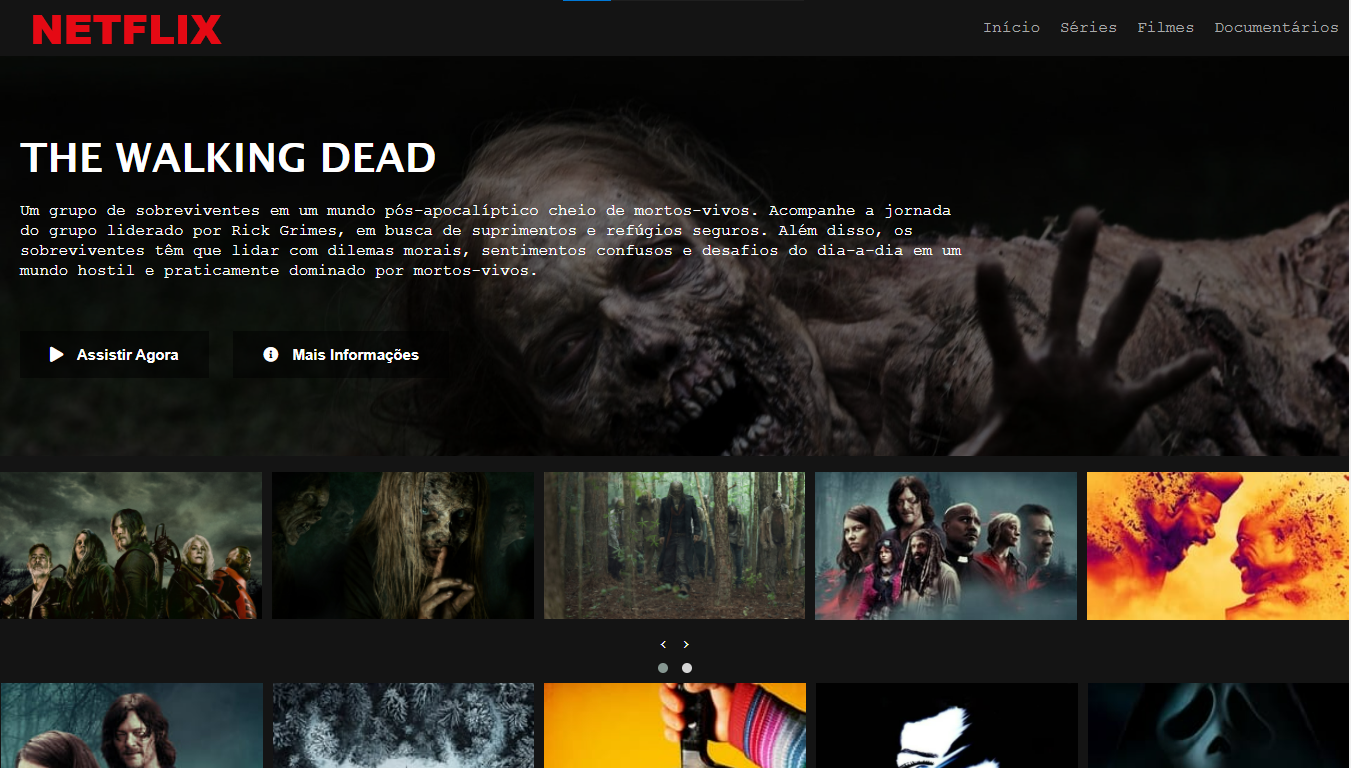 NETFLIX
Início Séries Filmes Documentários
THE WALKING DEAD
Um grupo de sobreviventes em um mundo pós-apocalíptico cheio de mortos-vivos. Acompanhe a jornada
do grupo liderado por Rick Grimes, em busca de suprimentos e refúgios seguros. Além disso, os
sobreviventes têm que lidar com dilemas morais, sentimentos confusos e desafios do dia-a-dia em um
mundo hostil e praticamente dominado por mortos-vivos.
Assistir Agora Mais Informações
‹ ›